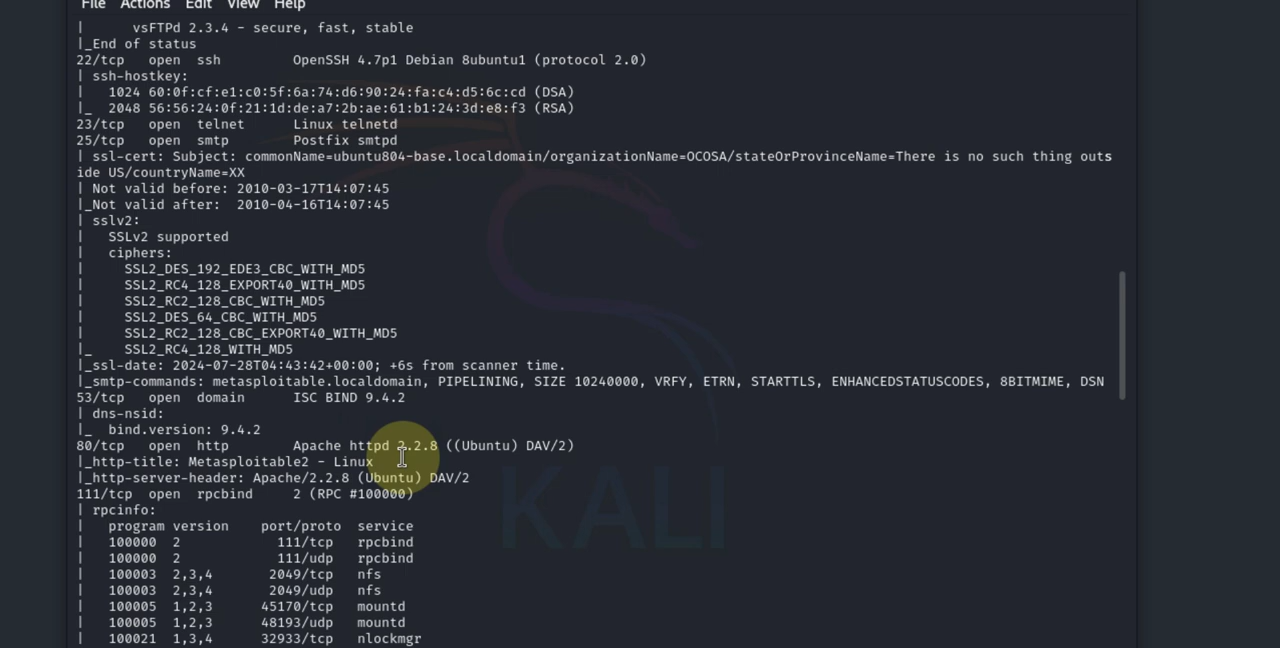 File Actions Edit View Help
| vsFTPd 2.3.4 - secure, fast, stable
|_End of status
22/tcp open ssh OpenSSH 4.7p1 Debian 8ubuntu1 (protocol 2.0)
| ssh-hostkey:
| 1024 60:0f:cf:e1:c0:5f:6a:74:d6:90:24:fa:c4:d5:6c:cd (DSA)
|_ 2048 56:56:24:0f:21:1d:de:a7:2b:ae:61:b1:24:3d:e8:f3 (RSA)
23/tcp open telnet Linux telnetd
25/tcp open smtp Postfix smtpd
| ssl-cert: Subject: commonName=ubuntu804-base.localdomain/organizationName=OCOSA/stateOrProvinceName=There is no such thing outs
ide US/countryName=XX
| Not valid before: 2010-03-17T14:07:45
|_Not valid after: 2010-04-16T14:07:45
| sslv2:
| SSLv2 supported
| ciphers:
| SSL2_DES_192_EDE3_CBC_WITH_MD5
| SSL2_RC4_128_EXPORT40_WITH_MD5
| SSL2_RC2_128_CBC_WITH_MD5
| SSL2_DES_64_CBC_WITH_MD5
| SSL2_RC2_128_CBC_EXPORT40_WITH_MD5
|_ SSL2_RC4_128_WITH_MD5
|_ssl-date: 2024-07-28T04:43:42+00:00; +6s from scanner time.
|_smtp-commands: metasploitable.localdomain, PIPELINING, SIZE 10240000, VRFY, ETRN, STARTTLS, ENHANCEDSTATUSCODES, 8BITMIME, DSN
53/tcp open domain ISC BIND 9.4.2
| dns-nsid:
|_ bind.version: 9.4.2
80/tcp open http Apache httpd 2.2.8 ((Ubuntu) DAV/2)
|_http-title: Metasploitable2 - Linux
|_http-server-header: Apache/2.2.8 (Ubuntu) DAV/2
111/tcp open rpcbind 2 (RPC #100000)
| rpcinfo:
| program version port/proto service
| 100000 2 111/tcp rpcbind
| 100000 2 111/udp rpcbind
| 100003 2,3,4 2049/tcp nfs
| 100003 2,3,4 2049/udp nfs
| 100005 1,2,3 45170/tcp mountd
| 100005 1,2,3 48193/udp mountd
| 100021 1,3,4 32933/tcp nlockmgr
KALI